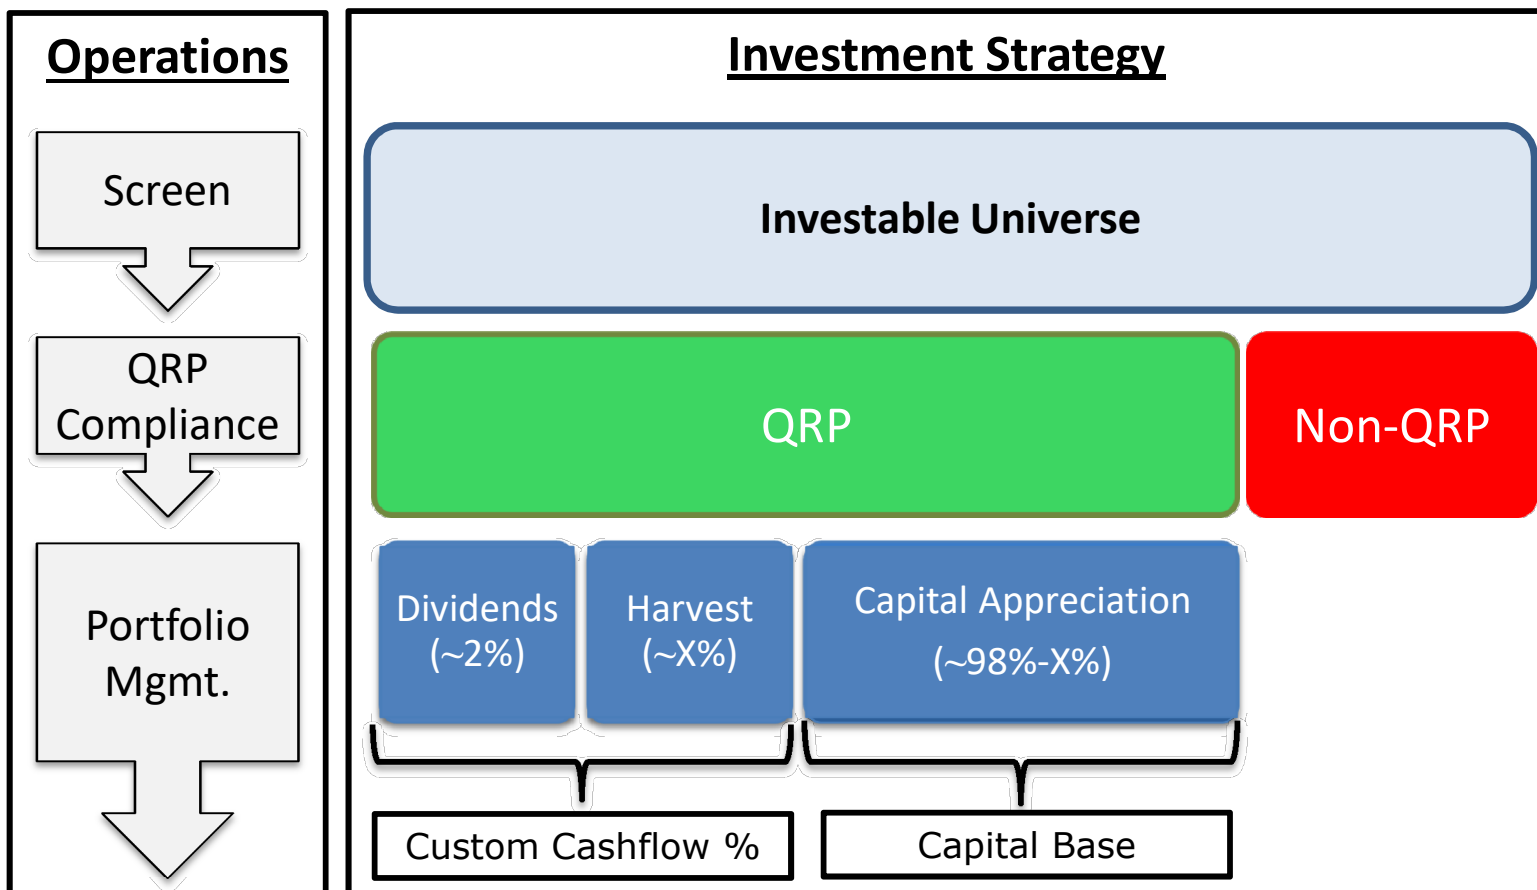 Operations
Screen
QRP
Compliance
Portfolio
Mgmt.
Investment Strategy
Investable Universe
QRP
Non-QRP
Dividends
(~2%)
Harvest
(~X%)
Capital Appreciation
(~98%-X%)
Custom Cashflow %
Capital Base